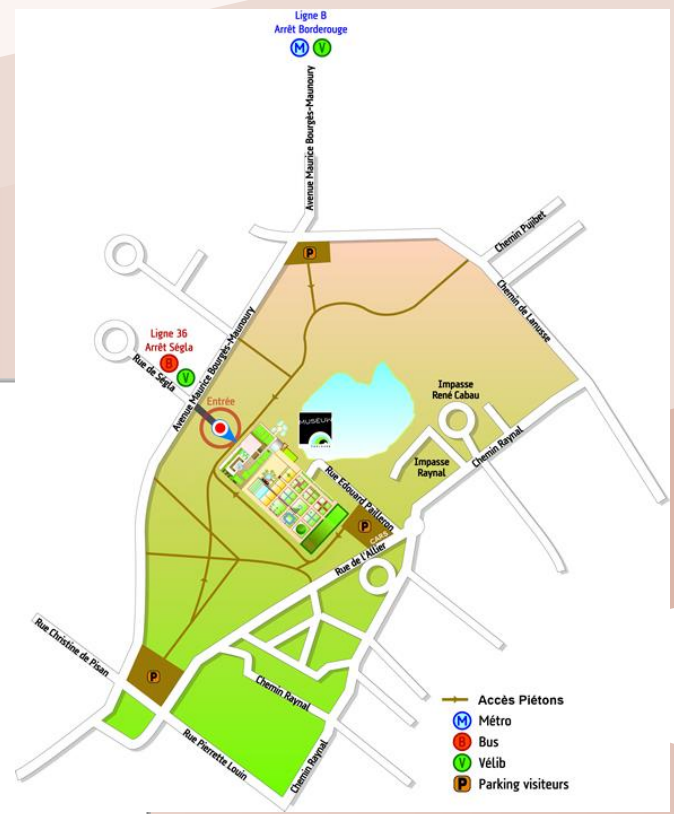 Ligne B
Arrêt Borderouge
M
V
Avenue Maurice Bourgès-Maunoury
Chemin Pujibet
P
Chemin de Lanusse
Ligne 36
Arrêt Ségla
B
V
Rue de Ségla
Avenue Maurice Bourgès-Maunoury
Entrée
MUSEUM
TOULOUSE
Impasse
René Cabau
Impasse
Raynal
Chemin Raynal
Rue Edouard Pailleron
P
CARS
Rue de l'Allier
Rue Christine de Pisan
P
Chemin Raynal
Rue Pierrette Louin
Chemin Raynal
Accès Piétons
M Métro
B Bus
V Vélib
P Parking visiteurs